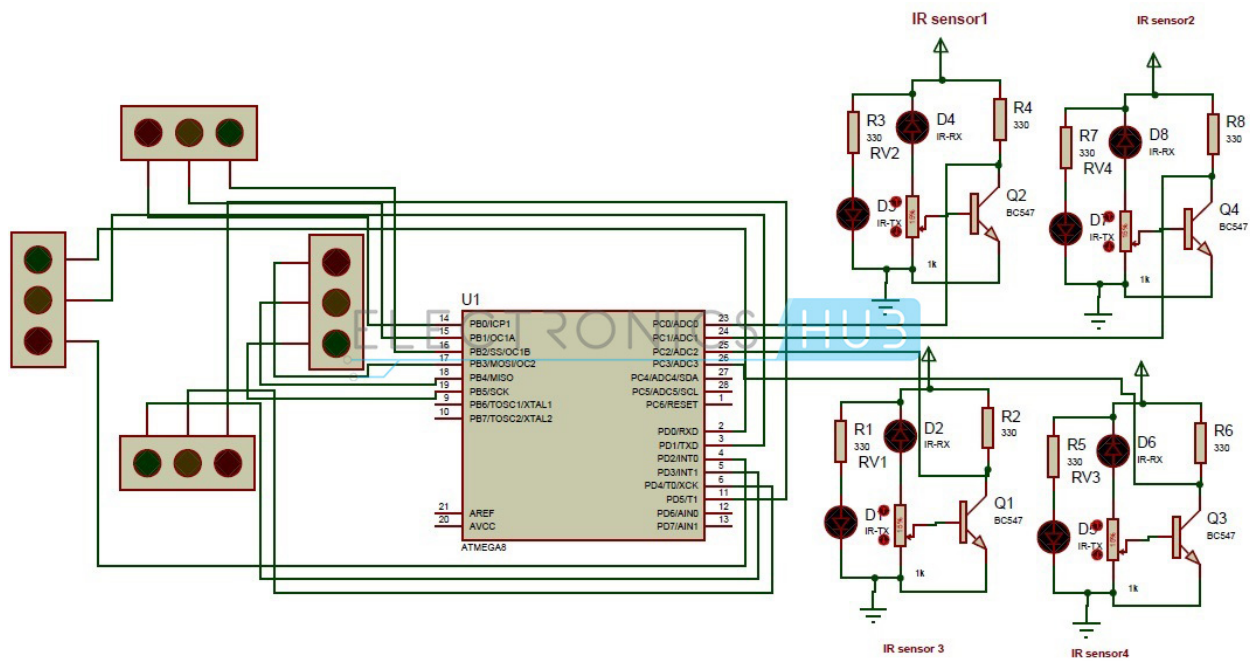 IR sensor1
IR sensor2
R3
330
RV2
D4
IR-RX
R4
330
D3
IR-TX
15%
1k
Q2
BC547
R7
330
RV4
D8
IR-RX
R8
330
D7
IR-TX
15%
1k
Q4
BC547
ELECTRONICS HUB
U1
14 PB0/ICP1 PC0/ADC0 23
15 PB1/OC1A PC1/ADC1 24
16 PB2/SS/OC1B PC2/ADC2 25
17 PB3/MOSI/OC2 PC3/ADC3 26
18 PB4/MISO PC4/ADC4/SDA 27
19 PB5/SCK PC5/ADC5/SCL 28
9 PB6/TOSC1/XTAL1 PC6/RESET 1
10 PB7/TOSC2/XTAL2
PD0/RXD 2
PD1/TXD 3
PD2/INT0 4
PD3/INT1 5
PD4/T0/XCK 6
PD5/T1 11
21 AREF PD6/AIN0 12
20 AVCC PD7/AIN1 13
ATMEGA8
R1
330
RV1
D2
IR-RX
R2
330
D1
IR-TX
15%
1k
Q1
BC547
R5
330
RV3
D6
IR-RX
R6
330
D5
IR-TX
15%
1k
Q3
BC547
IR sensor 3
IR sensor4